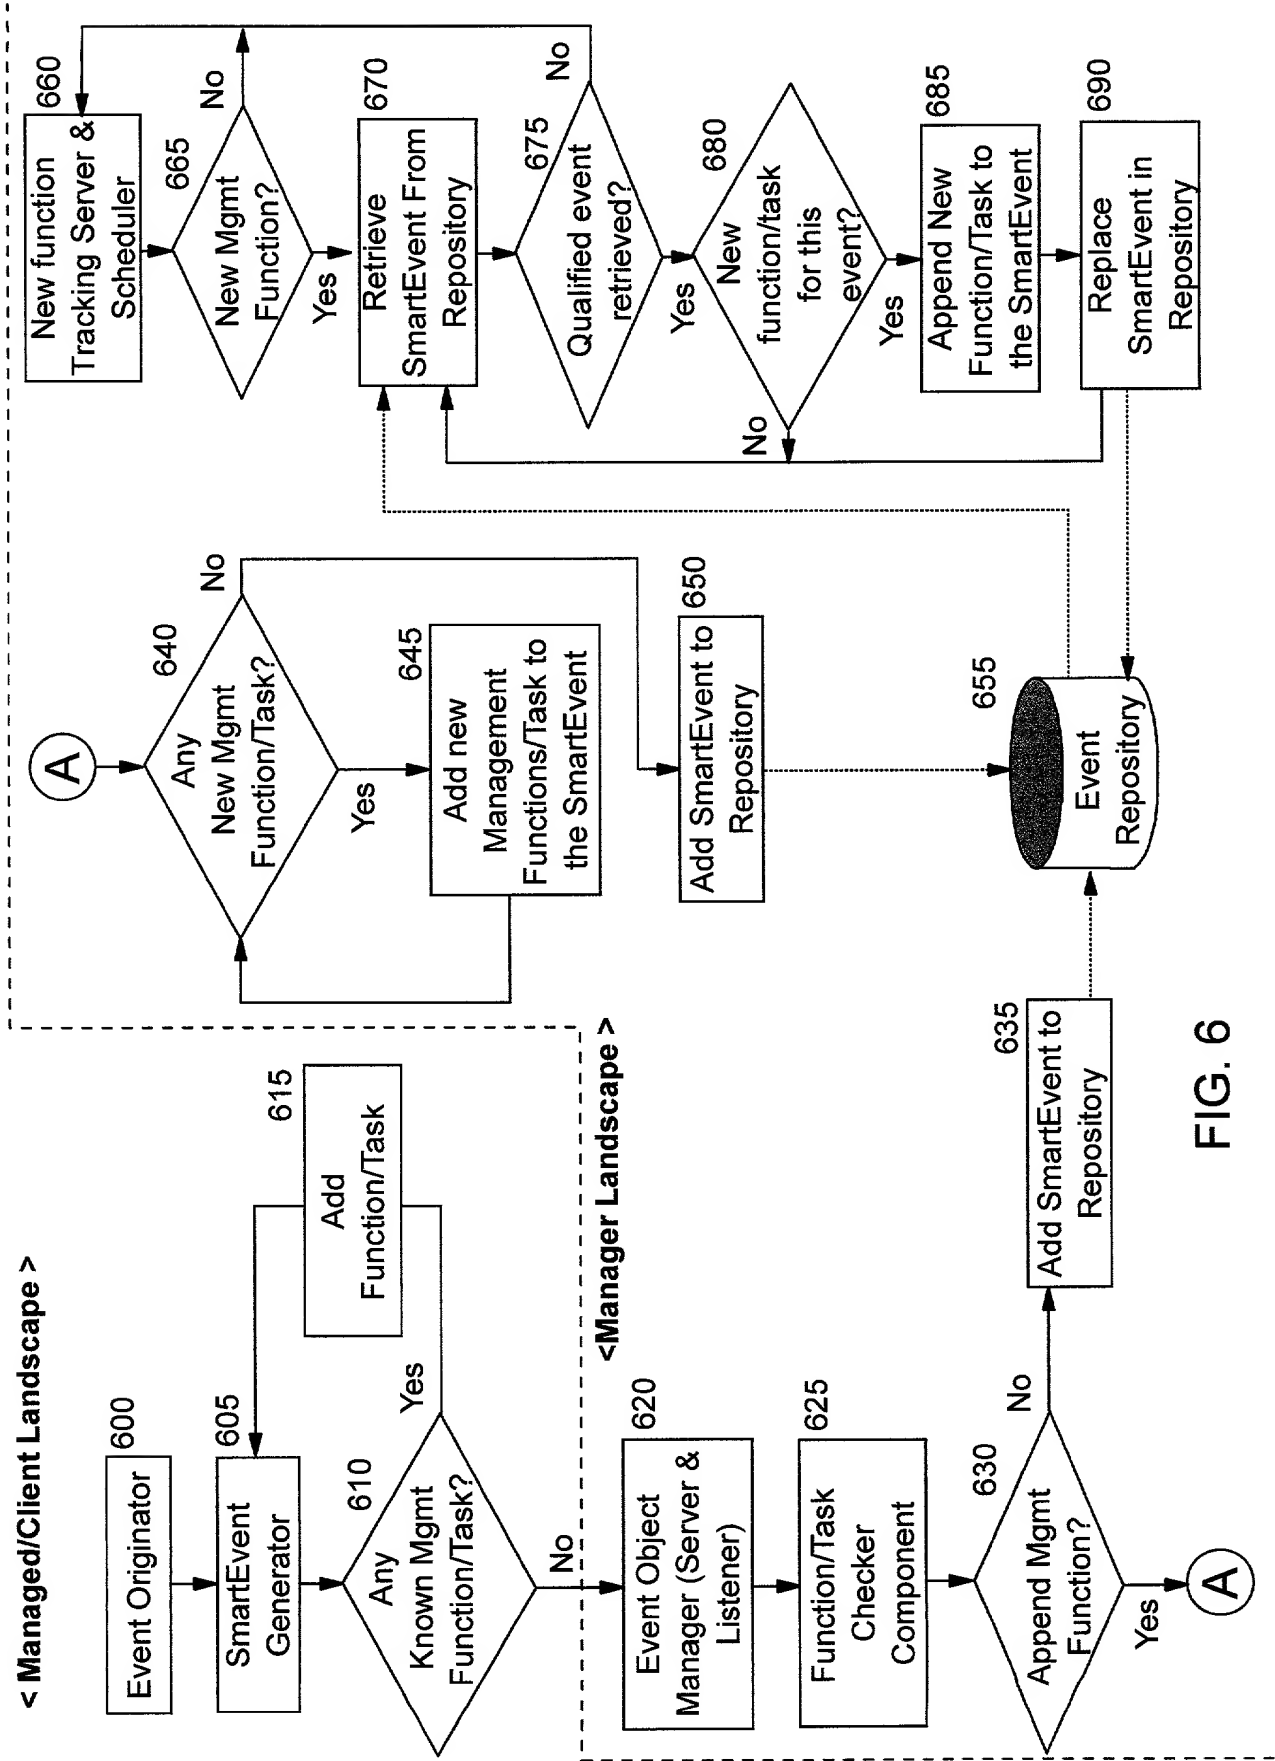 < Managed/Client Landscape >
600
Event Originator
605
SmartEvent
Generator
610
Any
Known Mgmt
Function/Task?
Yes
No
615
Add
Function/Task
<Manager Landscape >
620
Event Object
Manager (Server &
Listener)
625
Function/Task
Checker
Component
630
Append Mgmt
Function?
No
Yes
A
635
Add SmartEvent to
Repository
A
640
Any
New Mgmt
Function/Task?
No
Yes
645
Add new
Management
Functions/Task to
the SmartEvent
650
Add SmartEvent to
Repository
655
Event
Repository
660
New function
Tracking Server &
Scheduler
665
New Mgmt
Function?
No
Yes
670
Retrieve
SmartEvent From
Repository
675
Qualified event
retrieved?
No
Yes
680
New
function/task
for this
event?
No
Yes
685
Append New
Function/Task to
the SmartEvent
690
Replace
SmartEvent in
Repository
FIG. 6